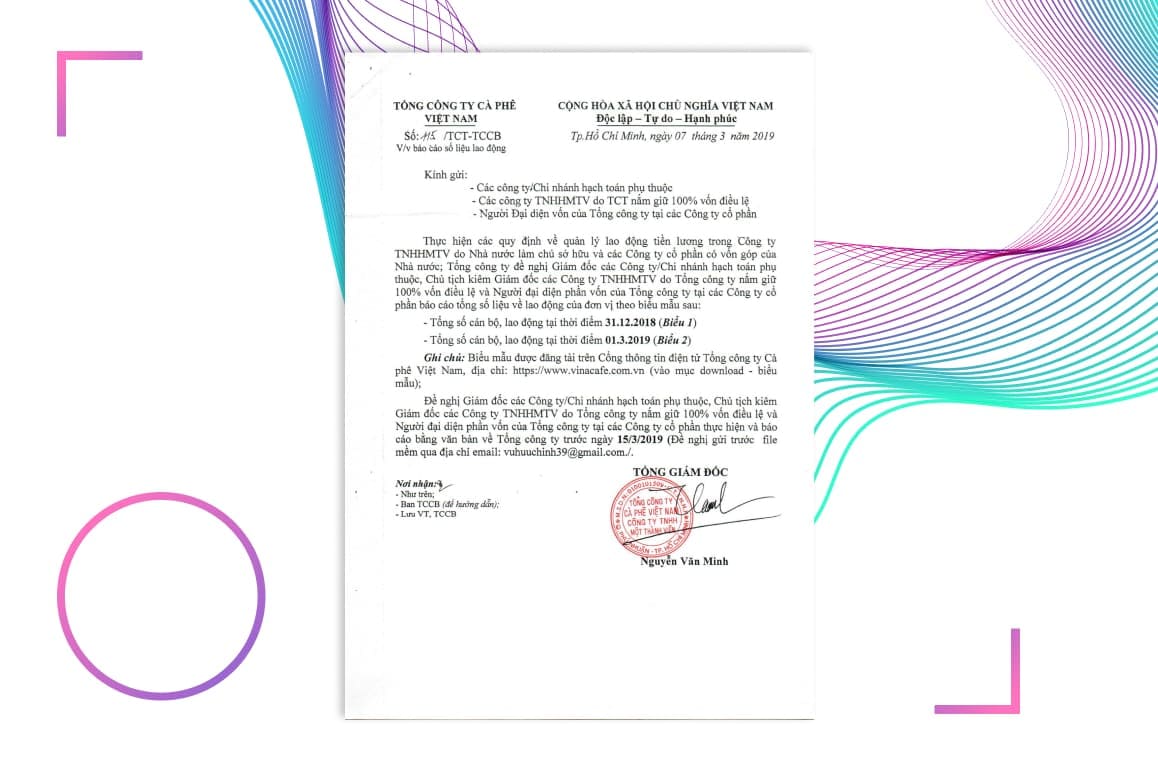 TỔNG CÔNG TY CÀ PHÊ
VIỆT NAM
Số: 115 /TCT-TCCB
V/v báo cáo số liệu lao động
CỘNG HÒA XÃ HỘI CHỦ NGHĨA VIỆT NAM
Độc lập – Tự do – Hạnh phúc
Tp.Hồ Chí Minh, ngày 07 tháng 3 năm 2019
Kính gửi:
- Các công ty/Chi nhánh hạch toán phụ thuộc
- Các công ty TNHHMTV do TCT nắm giữ 100% vốn điều lệ
- Người Đại diện vốn của Tổng công ty tại các Công ty cổ phần
Thực hiện các quy định về quản lý lao động tiền lương trong Công ty
TNHHMTV do Nhà nước làm chủ sở hữu và các Công ty cổ phần có vốn góp của
Nhà nước; Tổng công ty đề nghị Giám đốc các Công ty/Chi nhánh hạch toán phụ
thuộc, Chủ tịch kiêm Giám đốc các Công ty TNHHMTV do Tổng công ty nắm giữ
100% vốn điều lệ và Người đại diện phần vốn của Tổng công ty tại các Công ty cổ
phần báo cáo tổng số liệu về lao động của đơn vị theo biểu mẫu sau:
- Tổng số cán bộ, lao động tại thời điểm 31.12.2018 (Biểu 1)
- Tổng số cán bộ, lao động tại thời điểm 01.3.2019 (Biểu 2)
Ghi chú: Biểu mẫu được đăng tải trên Cổng thông tin điện tử Tổng công ty Cà
phê Việt Nam, địa chỉ: https://www.vinacafe.com.vn (vào mục download - biểu
mẫu);
Đề nghị Giám đốc các Công ty/Chi nhánh hạch toán phụ thuộc, Chủ tịch kiêm
Giám đốc các Công ty TNHHMTV do Tổng công ty nắm giữ 100% vốn điều lệ và
Người đại diện phần vốn của Tổng công ty tại các Công ty cổ phần thực hiện và báo
cáo bằng văn bản về Tổng công ty trước ngày 15/3/2019 (Đề nghị gửi trước file
mềm qua địa chỉ email: vuhuuchinh39@gmail.com./.
Nơi nhận:
- Như trên;
- Ban TCCB (để hướng dẫn);
- Lưu VT, TCCB
TỔNG GIÁM ĐỐC
TỔNG CÔNG TY
CÀ PHÊ VIỆT NAM
CÔNG TY TNHH
MỘT THÀNH VIÊN
Nguyễn Văn Minh